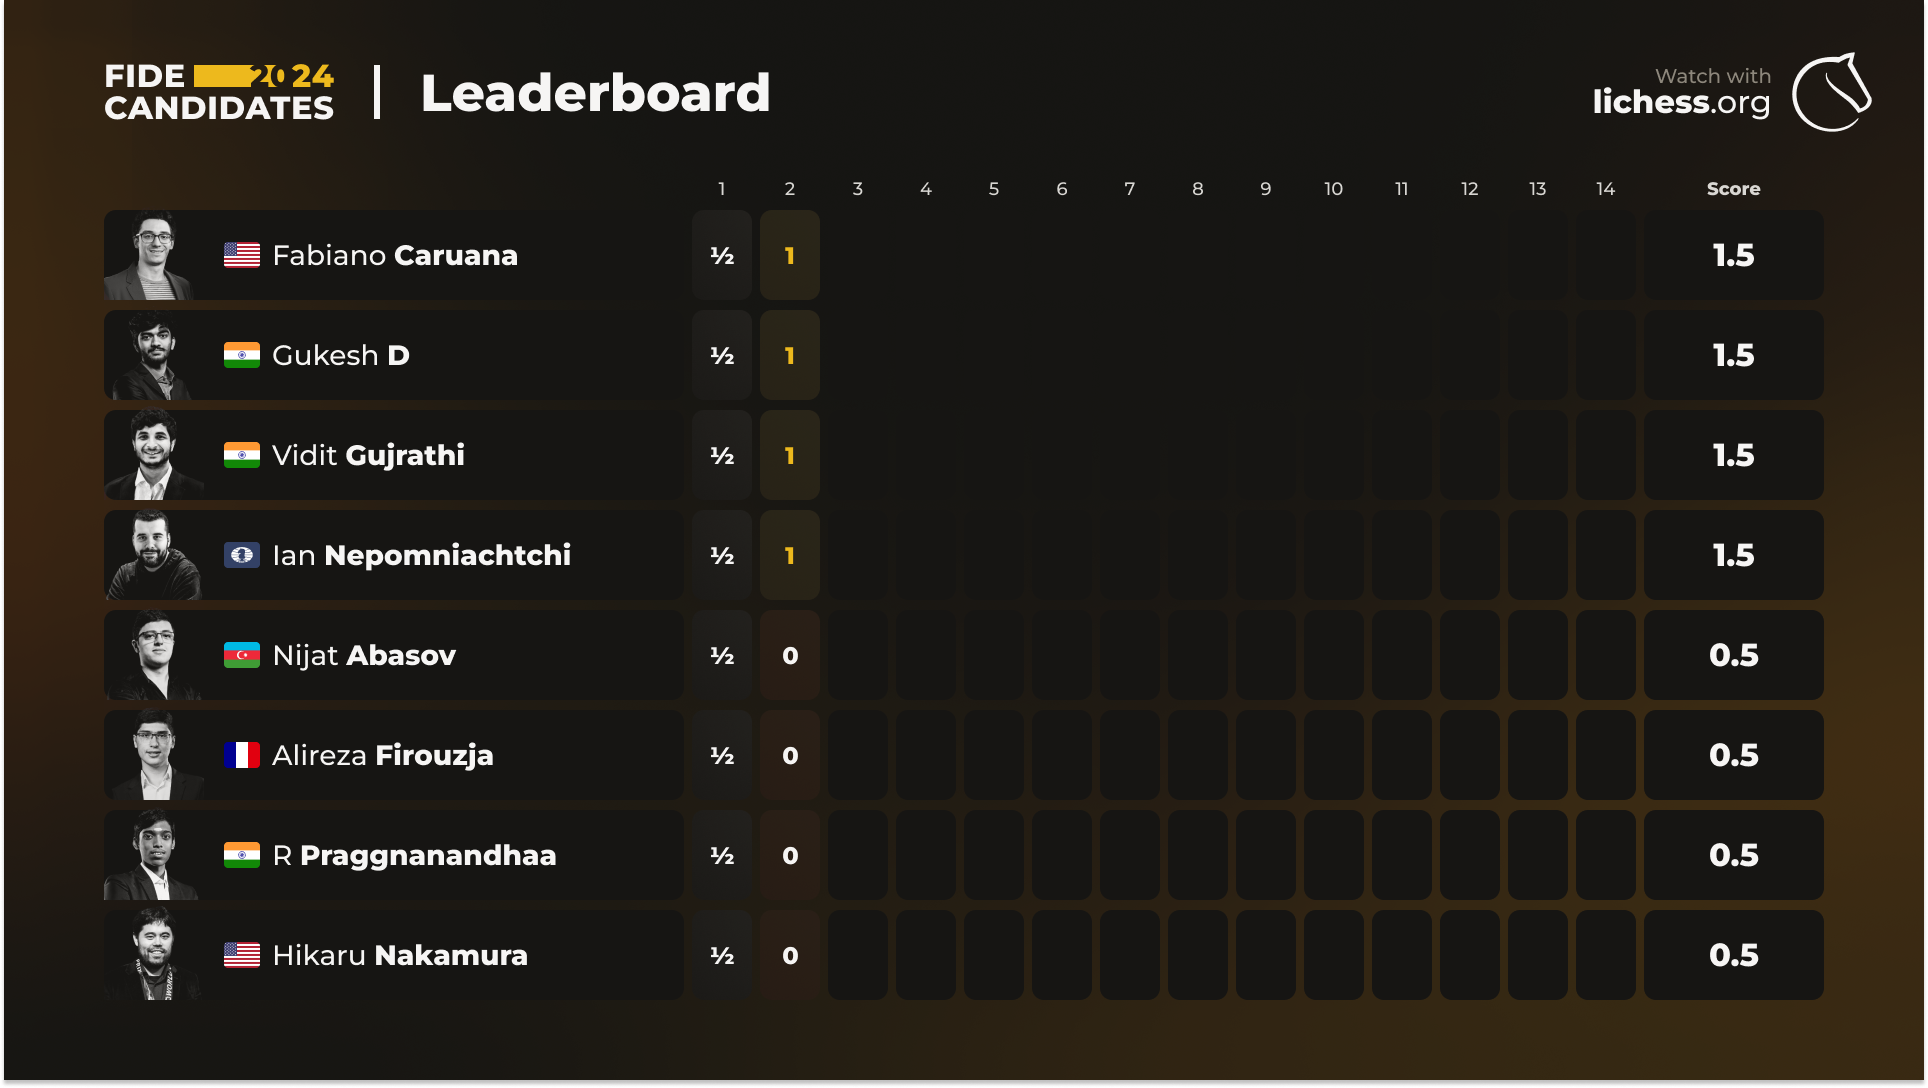 FIDE 2024
CANDIDATES
Leaderboard
Watch with
lichess.org
1 2 3 4 5 6 7 8 9 10 11 12 13 14 Score
Fabiano Caruana ½ 1 1.5
Gukesh D ½ 1 1.5
Vidit Gujrathi ½ 1 1.5
Ian Nepomniachtchi ½ 1 1.5
Nijat Abasov ½ 0 0.5
Alireza Firouzja ½ 0 0.5
R Praggnanandhaa ½ 0 0.5
Hikaru Nakamura ½ 0 0.5